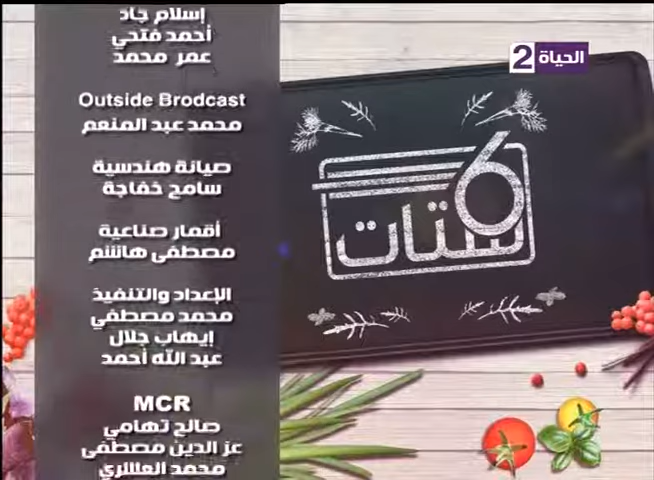 إسلام جاد
أحمد فتحي
عمر محمد
Outside Brodcast
محمد عبد المنعم
صيانة هندسية
سامح خفاجة
أقمار صناعية
مصطفى هاشم
الإعداد والتنفيذ
محمد مصطفي
إيهاب جلال
عبد الله أحمد
MCR
صالح تهامي
عز الدين مصطفى
محمد العشري
الحياة 2
6
ستات